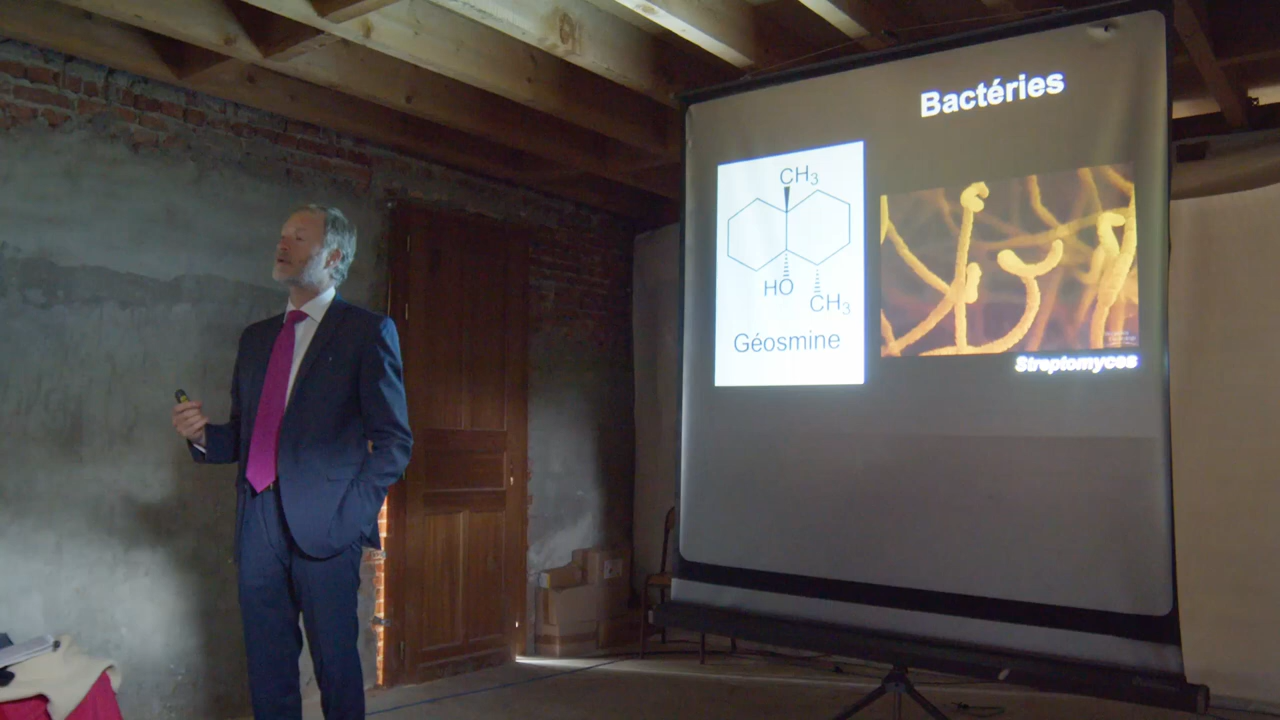 Bactéries
CH₃
HO
CH₃
Géosmine
Streptomyces